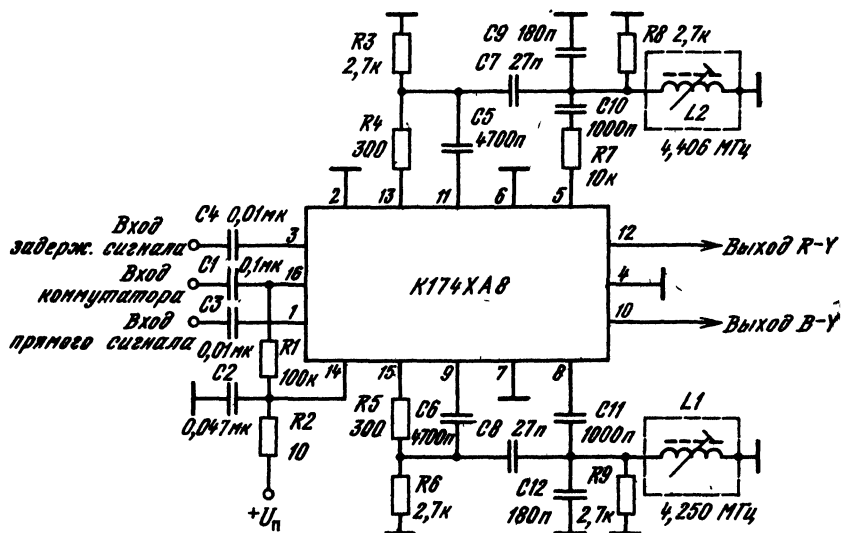 R3
2,7к
C9 180п
C7 27п
R8 2,7к
R4
300
C5
4700п
C10
1000п
R7
10к
L2
4,406 МГц
2
13
11
6
5
C4
0,01мк
Вход
задерж. сигнала
3
C1
0,1мк
Вход
коммутатора
16
C3
Вход
прямого сигнала
0,01мк
1
К174ХА8
12
Выход R-Y
4
10
Выход B-Y
R1
100к
14
15
9
7
8
C2
0,047мк
R2
10
+Uп
R5
300
C6
4700п
C8 27п
C11
1000п
L1
4,250 МГц
R6
2,7к
C12
180п
R9
2,7к